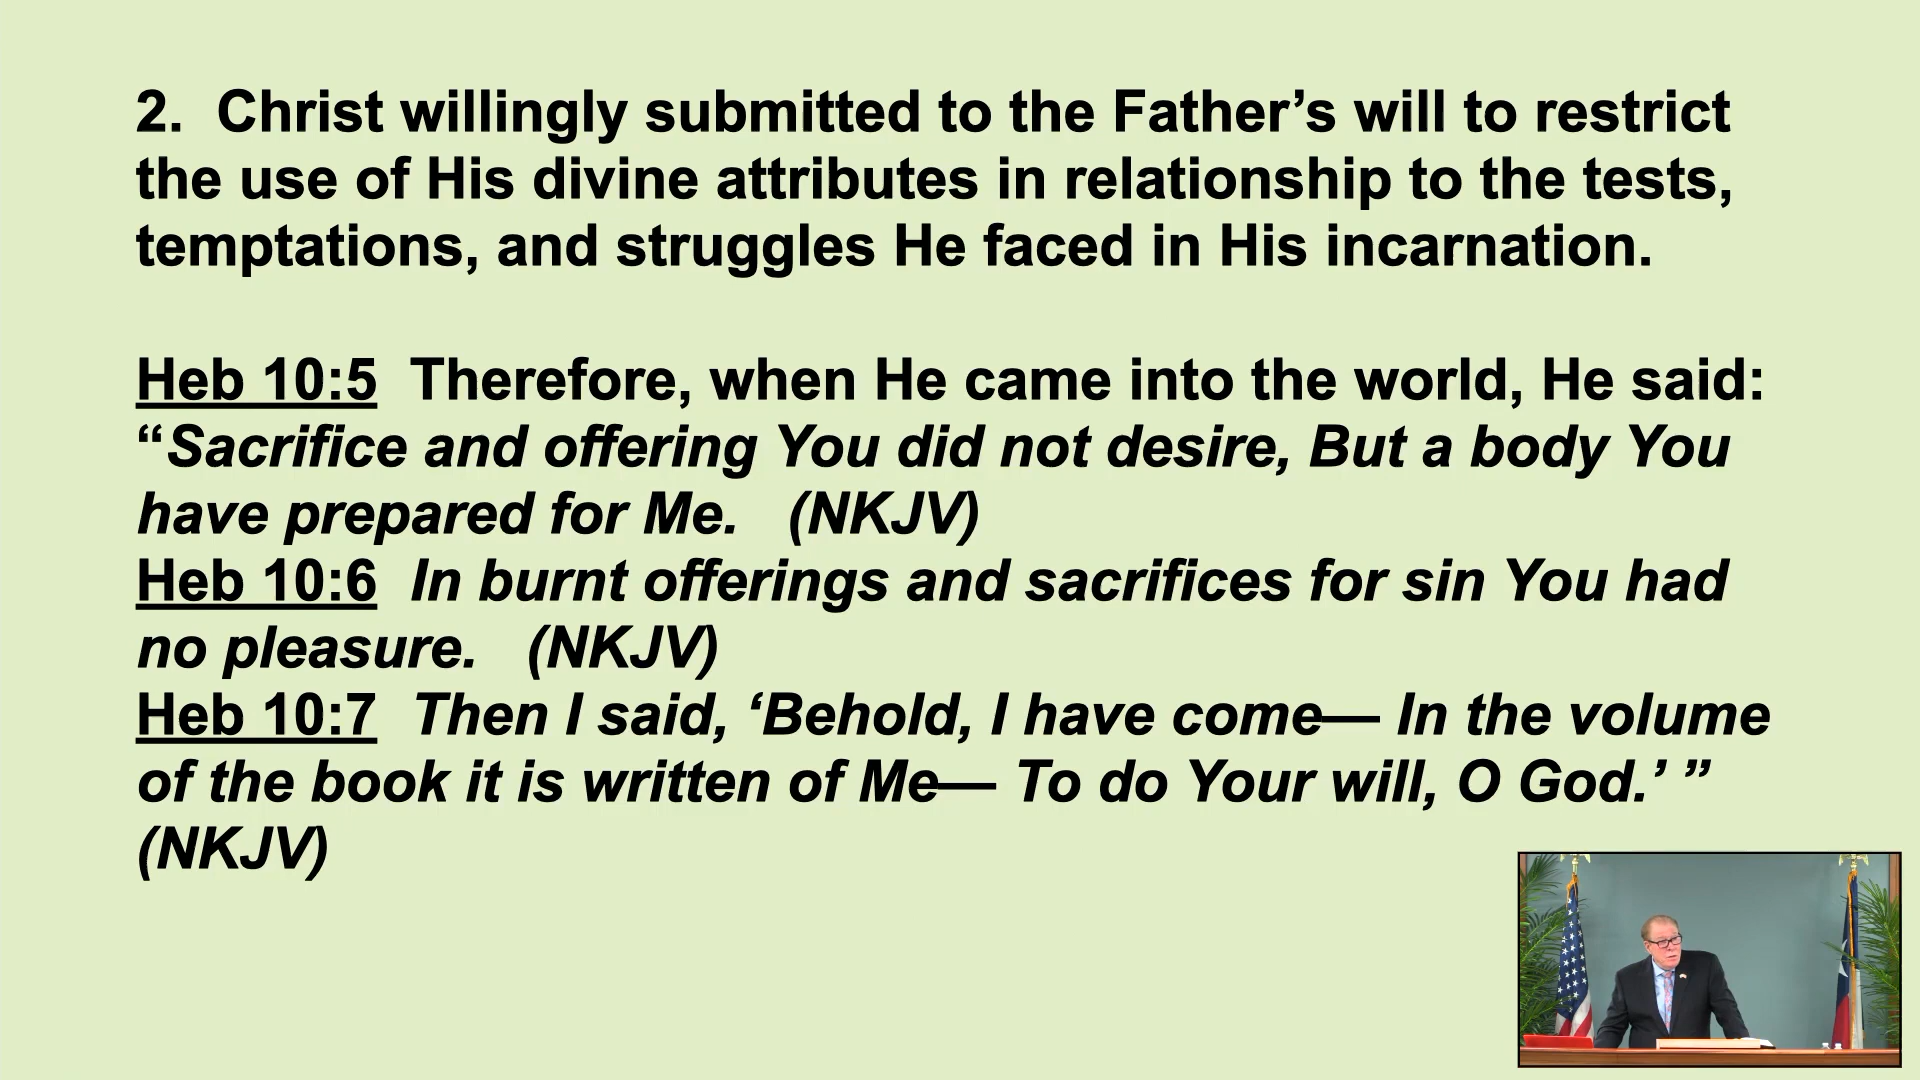 2.  Christ willingly submitted to the Father’s will to restrict
the use of His divine attributes in relationship to the tests,
temptations, and struggles He faced in His incarnation.
Heb 10:5  Therefore, when He came into the world, He said:
“Sacrifice and offering You did not desire, But a body You
have prepared for Me.   (NKJV)
Heb 10:6  In burnt offerings and sacrifices for sin You had
no pleasure.   (NKJV)
Heb 10:7  Then I said, ‘Behold, I have come— In the volume
of the book it is written of Me— To do Your will, O God.’ ”
(NKJV)